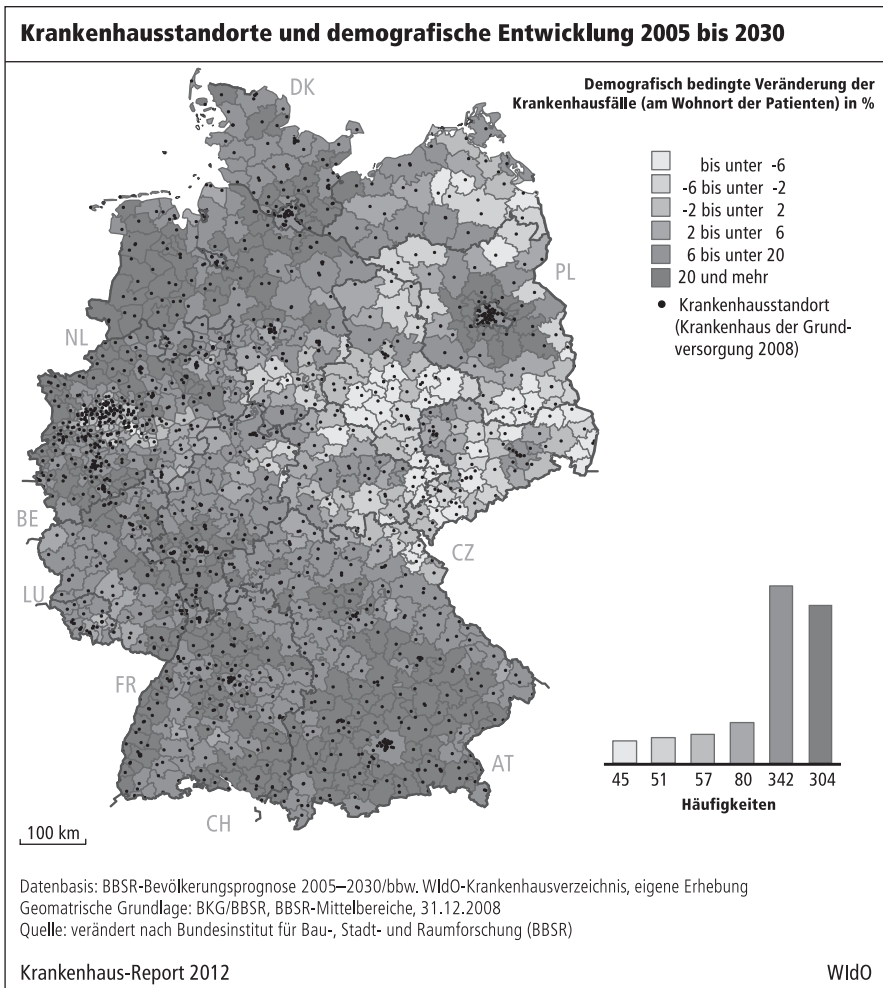 Krankenhausstandorte und demografische Entwicklung 2005 bis 2030
DK
Demografisch bedingte Veränderung der
Krankenhausfälle (am Wohnort der Patienten) in %
bis unter -6
-6 bis unter -2
-2 bis unter 2
2 bis unter 6
6 bis unter 20
20 und mehr
Krankenhausstandort
(Krankenhaus der Grund-
versorgung 2008)
PL
NL
BE
CZ
LU
FR
AT
CH
45 51 57 80 342 304
Häufigkeiten
100 km
Datenbasis: BBSR-Bevölkerungsprognose 2005–2030/bbw. WIdO-Krankenhausverzeichnis, eigene Erhebung
Geomatrische Grundlage: BKG/BBSR, BBSR-Mittelbereiche, 31.12.2008
Quelle: verändert nach Bundesinstitut für Bau-, Stadt- und Raumforschung (BBSR)
Krankenhaus-Report 2012 WIdO